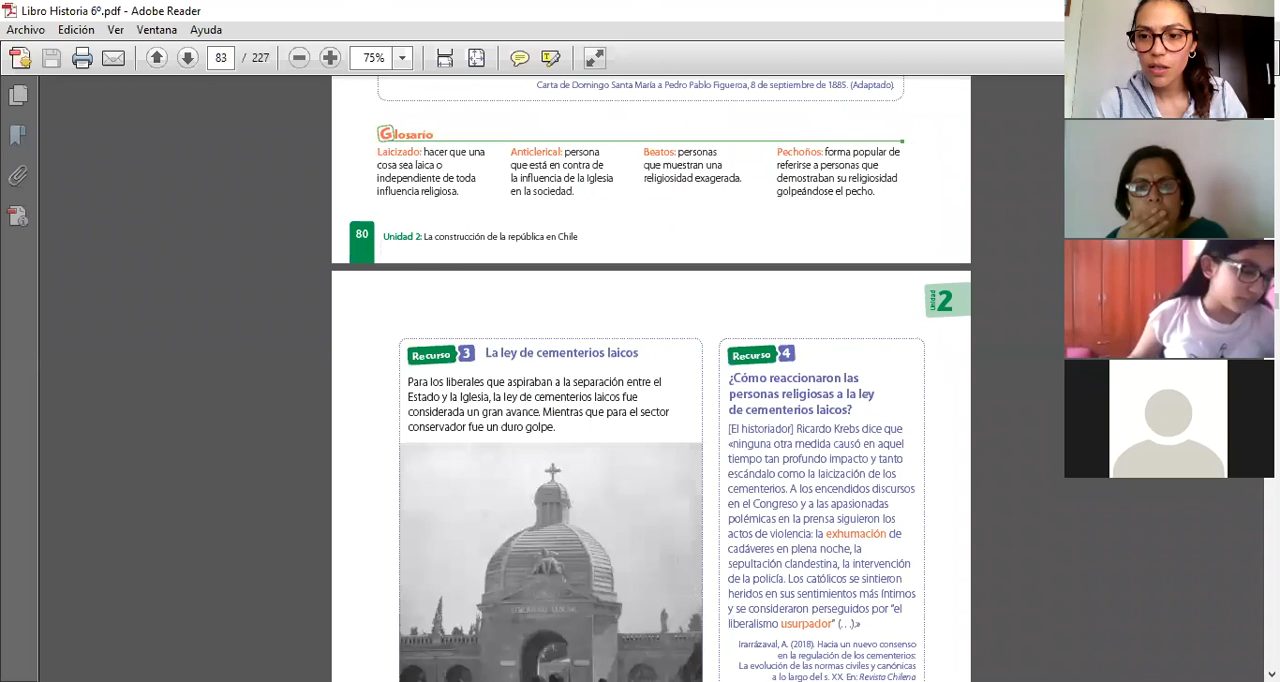 Libro Historia 6º.pdf - Adobe Reader
Archivo Edición Ver Ventana Ayuda
83 / 227 75%
Carta de Domingo Santa María a Pedro Pablo Figueroa, 8 de septiembre de 1885. (Adaptado).
Glosario
Laicizado: hacer que una
cosa sea laica o
independiente de toda
influencia religiosa.
Anticlerical: persona
que está en contra de
la influencia de la Iglesia
en la sociedad.
Beatos: personas
que muestran una
religiosidad exagerada.
Pechoños: forma popular de
referirse a personas que
demostraban su religiosidad
golpeándose el pecho.
80 Unidad 2: La construcción de la república en Chile
Unidad 2
Recurso 3 La ley de cementerios laicos
Para los liberales que aspiraban a la separación entre el
Estado y la Iglesia, la ley de cementerios laicos fue
considerada un gran avance. Mientras que para el sector
conservador fue un duro golpe.
CEMENTERIO GENERAL
Recurso 4
¿Cómo reaccionaron las
personas religiosas a la ley
de cementerios laicos?
[El historiador] Ricardo Krebs dice que
«ninguna otra medida causó en aquel
tiempo tan profundo impacto y tanto
escándalo como la laicización de los
cementerios. A los encendidos discursos
en el Congreso y a las apasionadas
polémicas en la prensa siguieron los
actos de violencia: la exhumación de
cadáveres en plena noche, la
sepultación clandestina, la intervención
de la policía. Los católicos se sintieron
heridos en sus sentimientos más íntimos
y se consideraron perseguidos por "el
liberalismo usurpador" (. . .).»
Irarrázaval, A. (2018). Hacia un nuevo consenso
en la regulación de los cementerios:
La evolución de las normas civiles y canónicas
a lo largo del s. XX. En: Revista Chilena